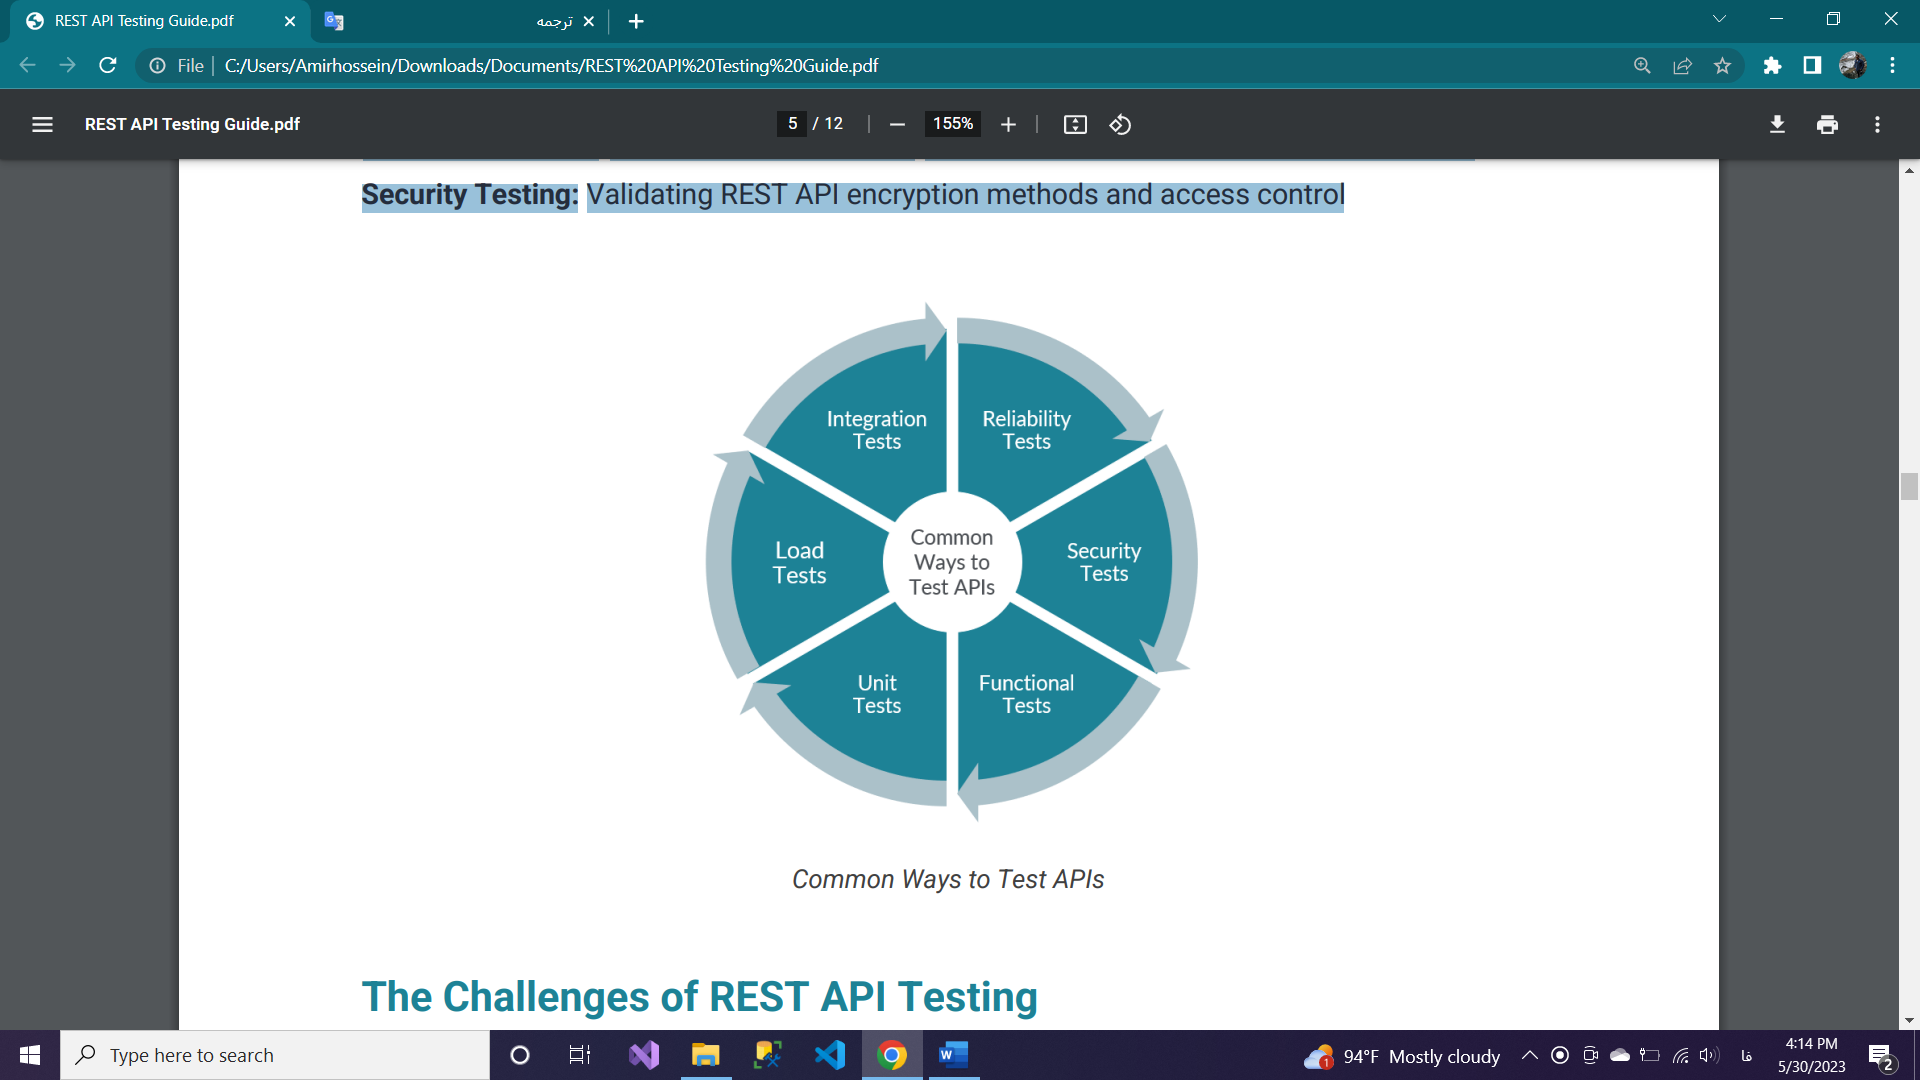 REST API Testing Guide.pdf
ترجمه
File
C:/Users/Amirhossein/Downloads/Documents/REST%20API%20Testing%20Guide.pdf
REST API Testing Guide.pdf
5 / 12
155%
Security Testing: Validating REST API encryption methods and access control
Integration
Tests
Reliability
Tests
Load
Tests
Common
Ways to
Test APIs
Security
Tests
Unit
Tests
Functional
Tests
Common Ways to Test APIs
The Challenges of REST API Testing
Type here to search
94°F Mostly cloudy
فا
4:14 PM
5/30/2023
2
1